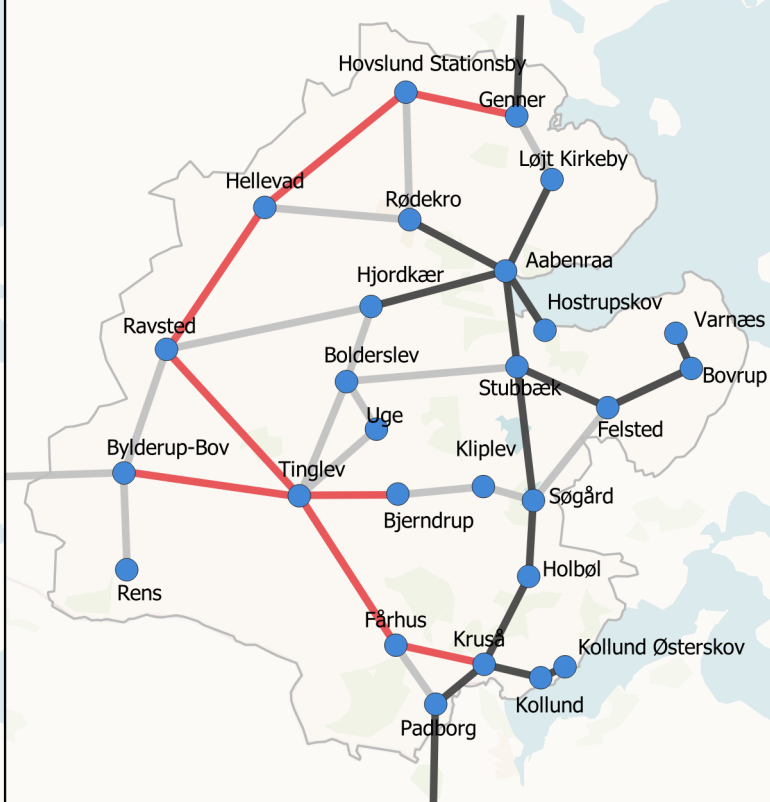 Hovslund Stationsby
Genner
Løjt Kirkeby
Hellevad
Rødekro
Aabenraa
Hjordkær
Hostrupskov
Varnæs
Ravsted
Bolderslev
Stubbæk
Bovrup
Uge
Felsted
Bylderup-Bov
Kliplev
Tinglev
Søgård
Bjerndrup
Holbøl
Rens
Fårhus
Kruså
Kollund Østerskov
Kollund
Padborg